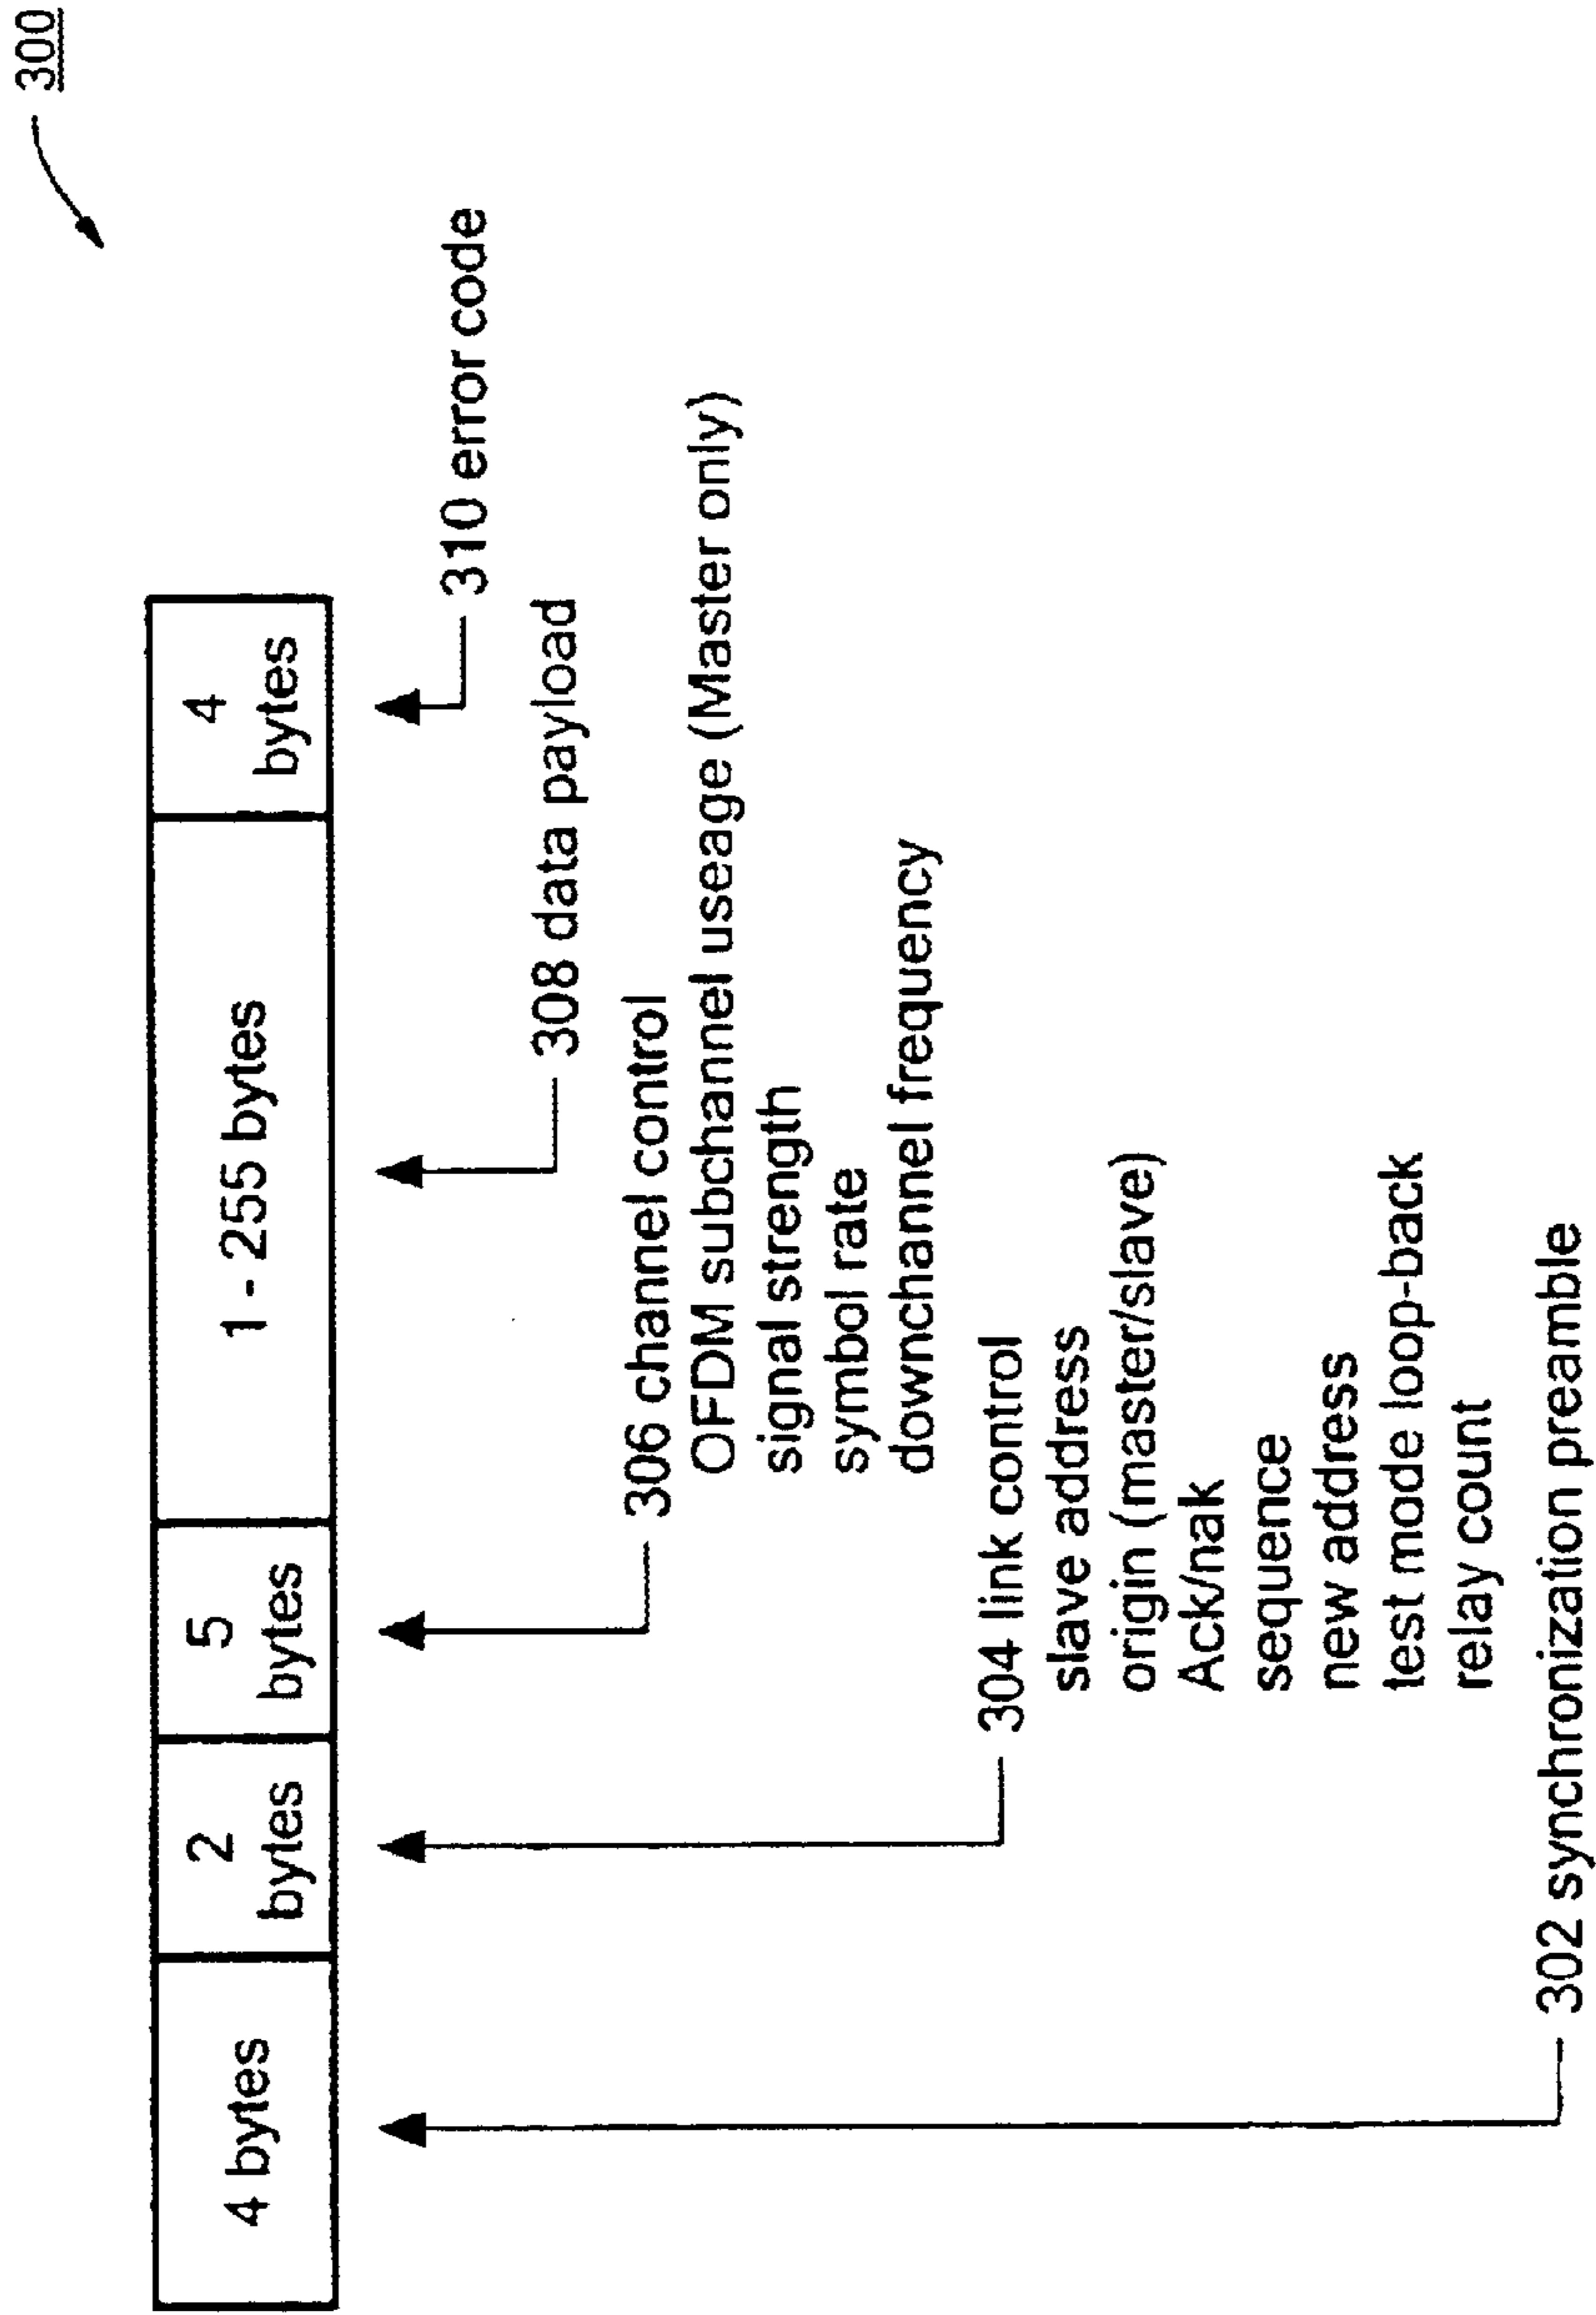 300
4 bytes
2
bytes
5
bytes
1 - 255 bytes
4
bytes
310 error code
308 data payload
306 channel control
OFDM subchannel useage (Master only)
signal strength
symbol rate
downchannel frequency
304 link control
slave address
origin (master/slave)
Ack/nak
sequence
new address
test mode loop-back
relay count
302 synchronization preamble